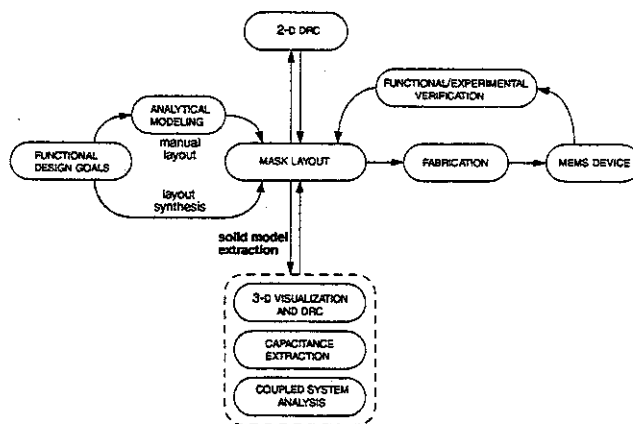 2-D DRC
FUNCTIONAL/EXPERIMENTAL
VERIFICATION
ANALYTICAL
MODELING
manual
layout
FUNCTIONAL
DESIGN GOALS
MASK LAYOUT
FABRICATION
MEMS DEVICE
layout
synthesis
solid model
extraction
3-D VISUALIZATION
AND DRC
CAPACITANCE
EXTRACTION
COUPLED SYSTEM
ANALYSIS